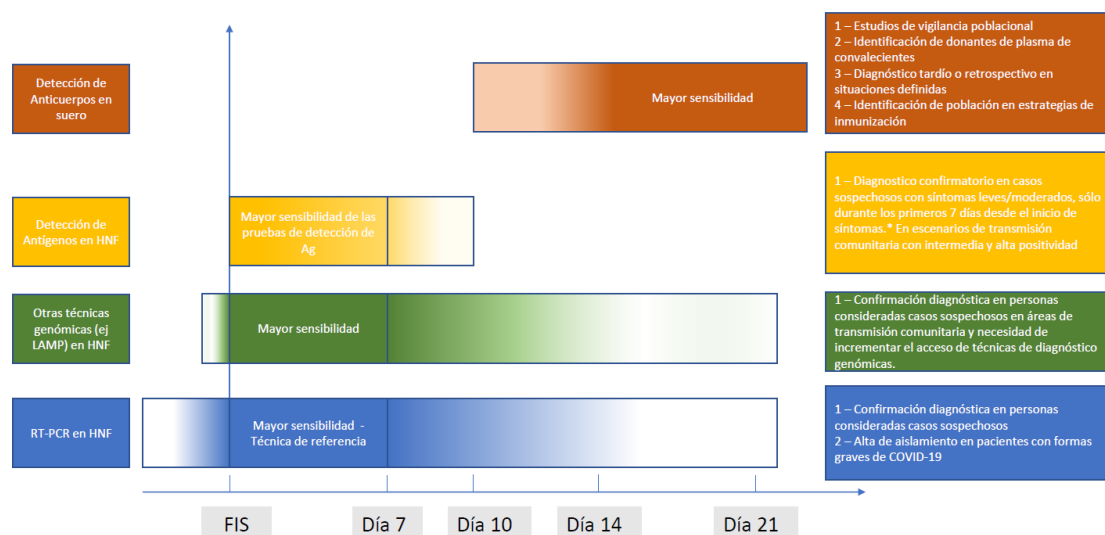 Detección de
Anticuerpos en
suero
Mayor sensibilidad
1 – Estudios de vigilancia poblacional
2 – Identificación de donantes de plasma de
convalecientes
3 – Diagnóstico tardío o retrospectivo en
situaciones definidas
4 – Identificación de población en estrategias de
inmunización
Detección de
Antígenos en HNF
Mayor sensibilidad de las
pruebas de detección de
Ag
1 – Diagnostico confirmatorio en casos
sospechosos con síntomas leves/moderados, sólo
durante los primeros 7 días desde el inicio de
síntomas.* En escenarios de transmisión
comunitaria con intermedia y alta positividad
Otras técnicas
genómicas (ej
LAMP) en HNF
Mayor sensibilidad
1 – Confirmación diagnóstica en personas
consideradas casos sospechosos en áreas de
transmisión comunitaria y necesidad de
incrementar el acceso de técnicas de diagnóstico
genómicas.
RT-PCR en HNF
Mayor sensibilidad -
Técnica de referencia
1 – Confirmación diagnóstica en personas
consideradas casos sospechosos
2 – Alta de aislamiento en pacientes con formas
graves de COVID-19
FIS
Día 7
Día 10
Día 14
Día 21